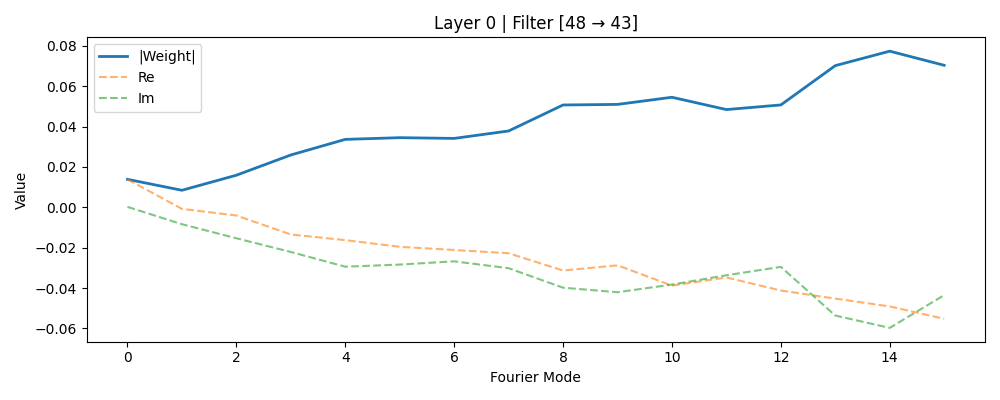 Layer 0 | Filter [48 → 43]
|Weight|
Re
Im
Value
0.08
0.06
0.04
0.02
0.00
−0.02
−0.04
−0.06
0 2 4 6 8 10 12 14
Fourier Mode